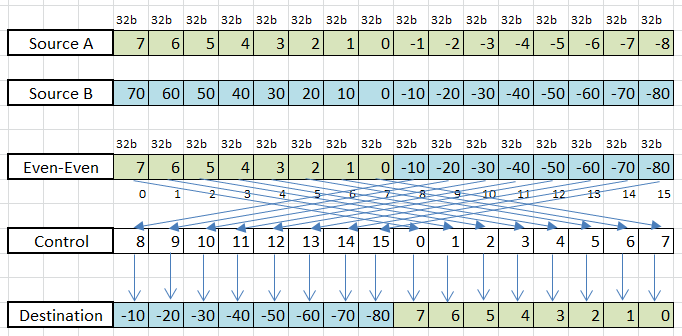 32b 32b 32b 32b 32b 32b 32b 32b 32b 32b 32b 32b 32b 32b 32b 32b
Source A 7 6 5 4 3 2 1 0 -1 -2 -3 -4 -5 -6 -7 -8
Source B 70 60 50 40 30 20 10 0 -10 -20 -30 -40 -50 -60 -70 -80
32b 32b 32b 32b 32b 32b 32b 32b 32b 32b 32b 32b 32b 32b 32b 32b
Even-Even 7 6 5 4 3 2 1 0 -10 -20 -30 -40 -50 -60 -70 -80
0 1 2 3 4 5 6 7 8 9 10 11 12 13 14 15
Control 8 9 10 11 12 13 14 15 0 1 2 3 4 5 6 7
Destination -10 -20 -30 -40 -50 -60 -70 -80 7 6 5 4 3 2 1 0